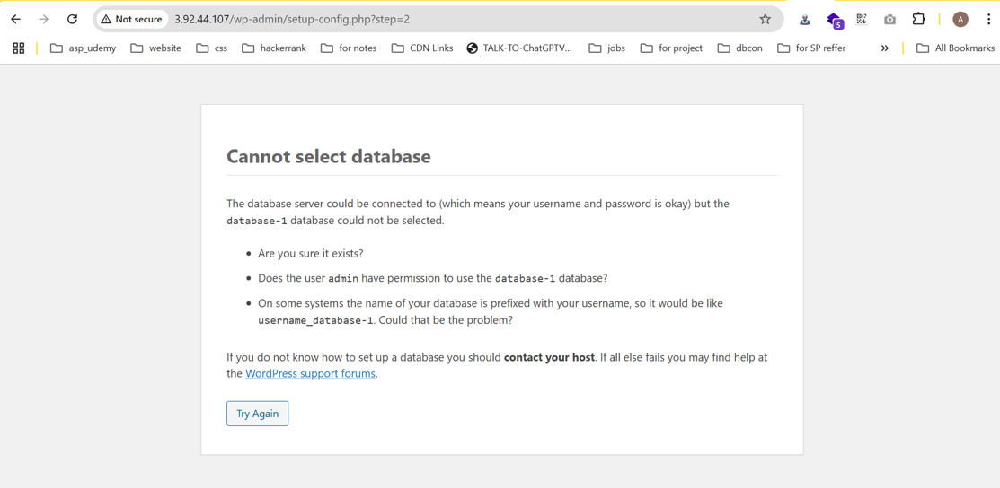 Not secure 3.92.44.107/wp-admin/setup-config.php?step=2 5 A
asp_udemy website css hackerrank for notes CDN Links TALK-TO-ChatGPTV... jobs for project dbcon for SP reffer » All Bookmarks
Cannot select database
The database server could be connected to (which means your username and password is okay) but the
database-1 database could not be selected.
• Are you sure it exists?
• Does the user admin have permission to use the database-1 database?
• On some systems the name of your database is prefixed with your username, so it would be like
username_database-1. Could that be the problem?
If you do not know how to set up a database you should contact your host. If all else fails you may find help at
the WordPress support forums.
Try Again